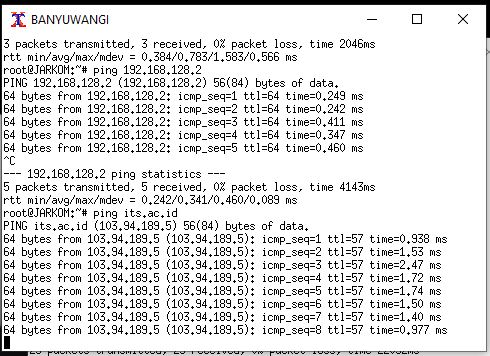 BANYUWANGI
3 packets transmitted, 3 received, 0% packet loss, time 2046ms
rtt min/avg/max/mdev = 0.384/0.783/1.583/0.566 ms
root@JARKOM:~# ping 192.168.128.2
PING 192.168.128.2 (192.168.128.2) 56(84) bytes of data.
64 bytes from 192.168.128.2: icmp_seq=1 ttl=64 time=0.249 ms
64 bytes from 192.168.128.2: icmp_seq=2 ttl=64 time=0.242 ms
64 bytes from 192.168.128.2: icmp_seq=3 ttl=64 time=0.411 ms
64 bytes from 192.168.128.2: icmp_seq=4 ttl=64 time=0.347 ms
64 bytes from 192.168.128.2: icmp_seq=5 ttl=64 time=0.460 ms
^C
--- 192.168.128.2 ping statistics ---
5 packets transmitted, 5 received, 0% packet loss, time 4143ms
rtt min/avg/max/mdev = 0.242/0.341/0.460/0.089 ms
root@JARKOM:~# ping its.ac.id
PING its.ac.id (103.94.189.5) 56(84) bytes of data.
64 bytes from 103.94.189.5 (103.94.189.5): icmp_seq=1 ttl=57 time=0.938 ms
64 bytes from 103.94.189.5 (103.94.189.5): icmp_seq=2 ttl=57 time=1.53 ms
64 bytes from 103.94.189.5 (103.94.189.5): icmp_seq=3 ttl=57 time=2.47 ms
64 bytes from 103.94.189.5 (103.94.189.5): icmp_seq=4 ttl=57 time=1.72 ms
64 bytes from 103.94.189.5 (103.94.189.5): icmp_seq=5 ttl=57 time=1.74 ms
64 bytes from 103.94.189.5 (103.94.189.5): icmp_seq=6 ttl=57 time=1.50 ms
64 bytes from 103.94.189.5 (103.94.189.5): icmp_seq=7 ttl=57 time=1.40 ms
64 bytes from 103.94.189.5 (103.94.189.5): icmp_seq=8 ttl=57 time=0.977 ms
packets transmitted, received, 0% packet loss, time